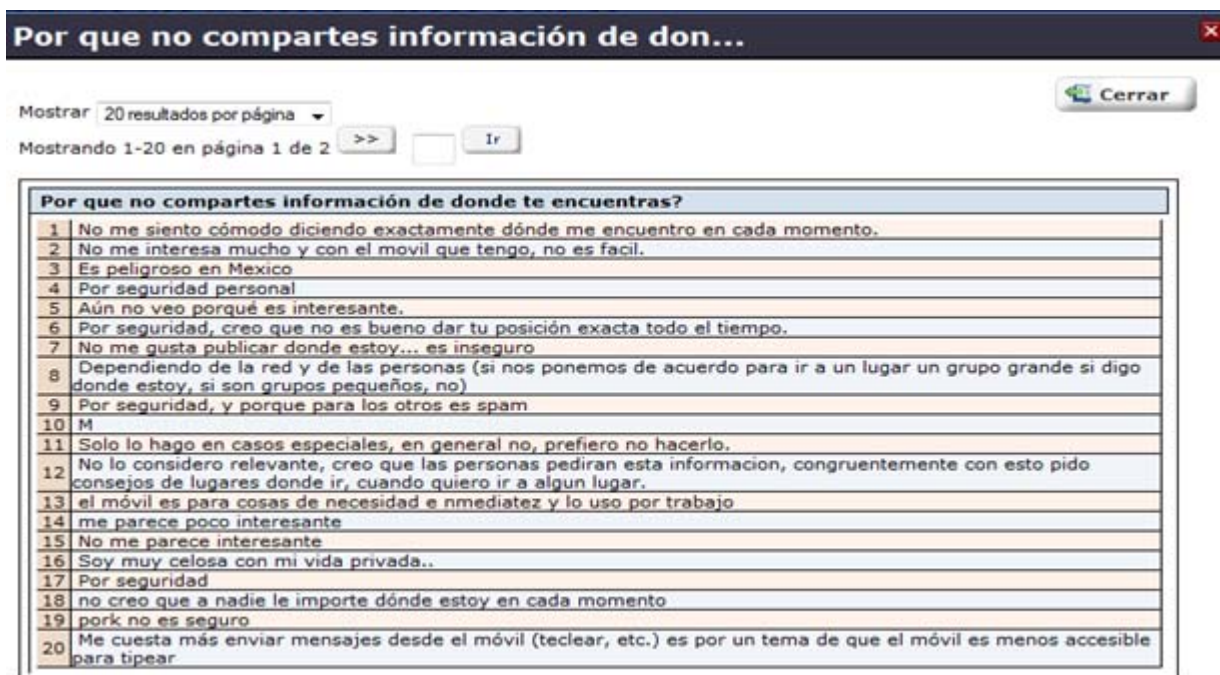 Por que no compartes información de don...
Cerrar
Mostrar 20 resultados por página
Mostrando 1-20 en página 1 de 2 >> Ir
Por que no compartes información de donde te encuentras?
1 No me siento cómodo diciendo exactamente dónde me encuentro en cada momento.
2 No me interesa mucho y con el movil que tengo, no es facil.
3 Es peligroso en Mexico
4 Por seguridad personal
5 Aún no veo porqué es interesante.
6 Por seguridad, creo que no es bueno dar tu posición exacta todo el tiempo.
7 No me gusta publicar donde estoy... es inseguro
8 Dependiendo de la red y de las personas (si nos ponemos de acuerdo para ir a un lugar un grupo grande si digo
donde estoy, si son grupos pequeños, no)
9 Por seguridad, y porque para los otros es spam
10 M
11 Solo lo hago en casos especiales, en general no, prefiero no hacerlo.
12 No lo considero relevante, creo que las personas pediran esta informacion, congruentemente con esto pido
consejos de lugares donde ir, cuando quiero ir a algun lugar.
13 el móvil es para cosas de necesidad e nmediatez y lo uso por trabajo
14 me parece poco interesante
15 No me parece interesante
16 Soy muy celosa con mi vida privada..
17 Por seguridad
18 no creo que a nadie le importe dónde estoy en cada momento
19 pork no es seguro
20 Me cuesta más enviar mensajes desde el móvil (teclear, etc.) es por un tema de que el móvil es menos accesible
para tipear